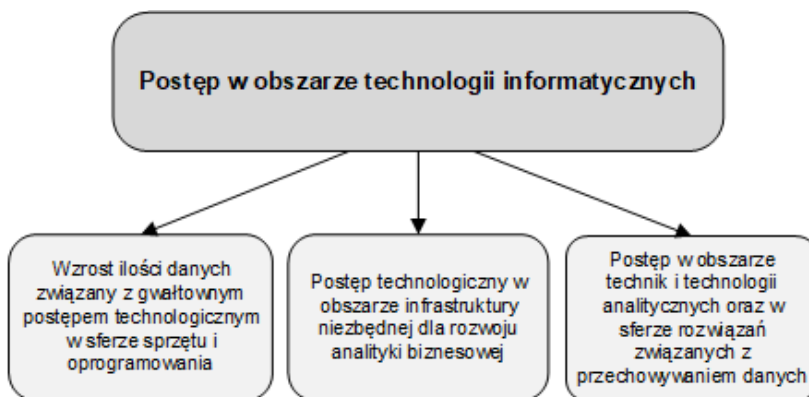 Postęp w obszarze technologii informatycznych
Wzrost ilości danych
związany z gwałtownym
postępem technologicznym
w sferze sprzętu i
oprogramowania
Postęp technologiczny w
obszarze infrastruktury
niezbędnej dla rozwoju
analityki biznesowej
Postęp w obszarze
technik i technologii
analitycznych oraz w
sferze rozwiązań
związanych z
przechowywaniem danych